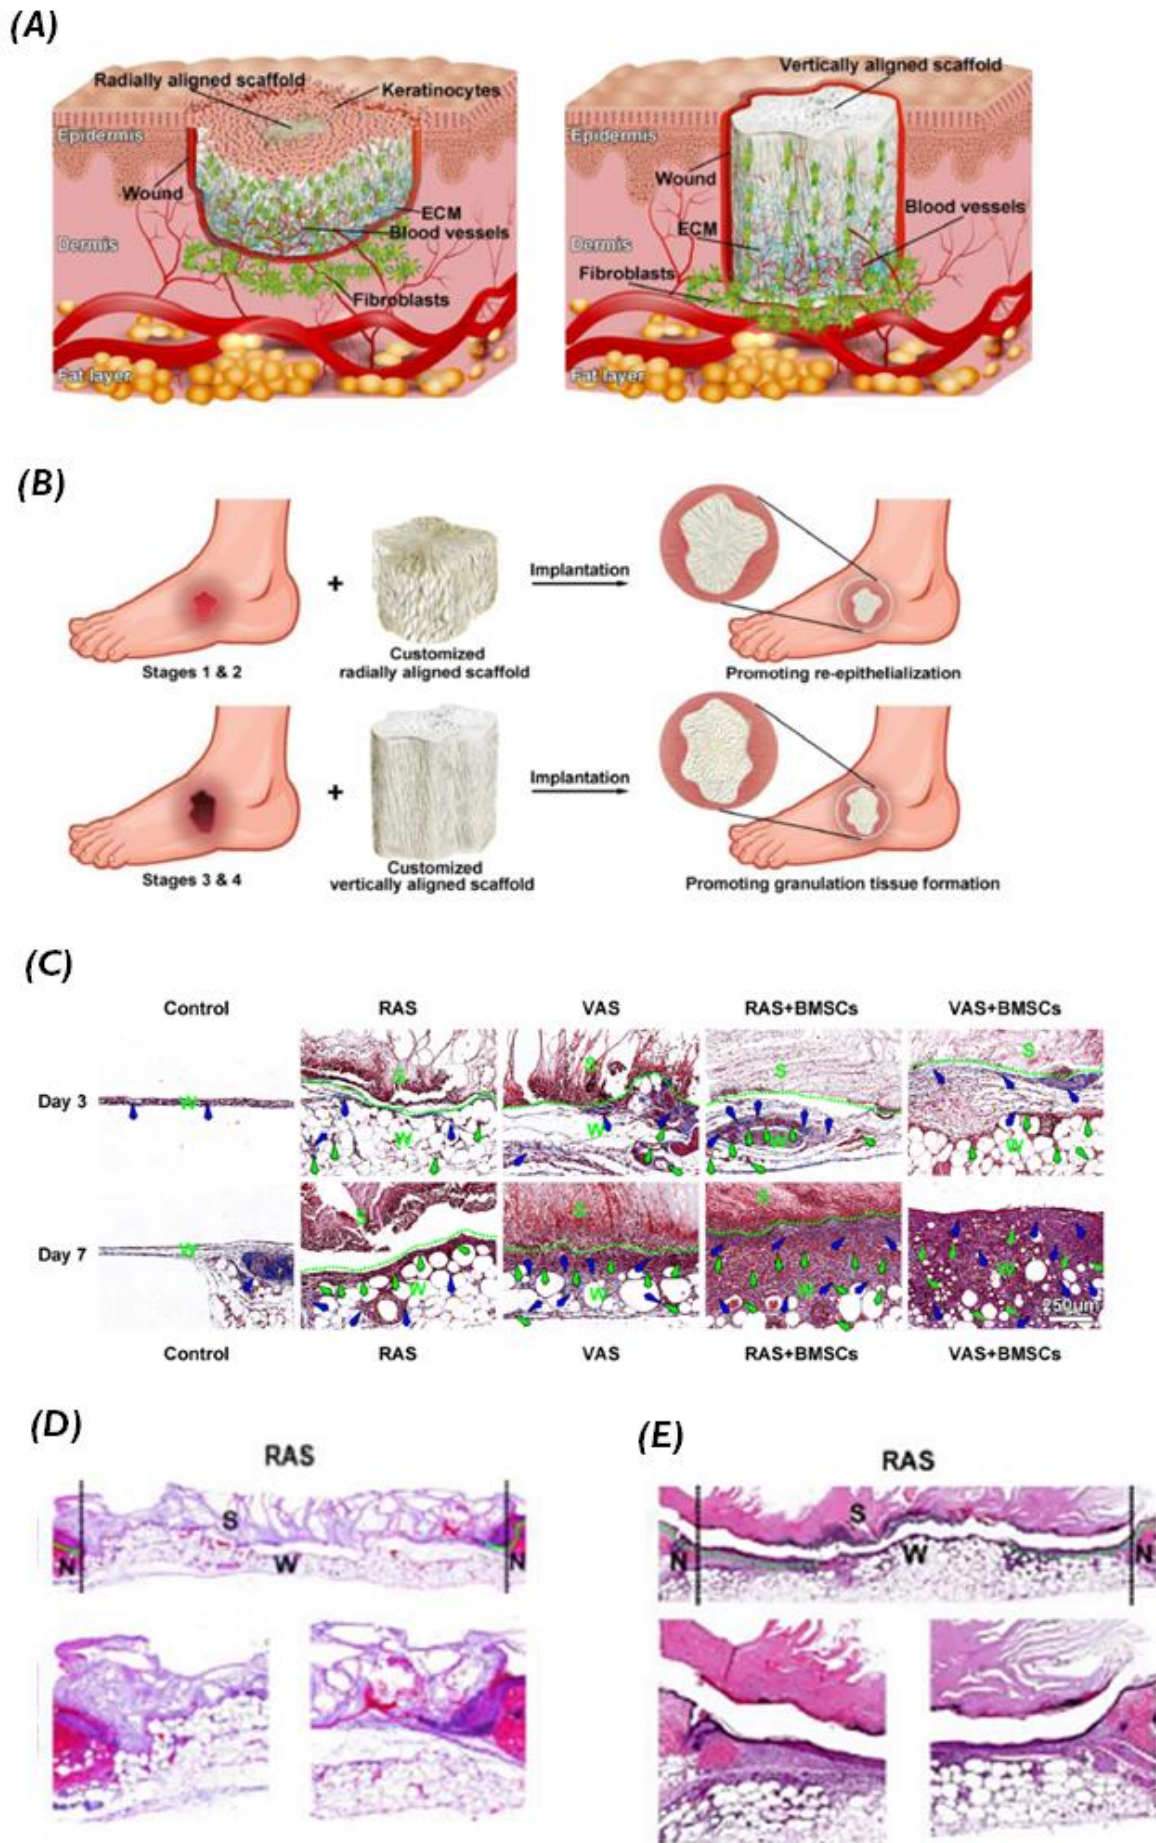 (A)
Radially aligned scaffold
Keratinocytes
Epidermis
Wound
ECM
Blood vessels
Dermis
Fibroblasts
Fat layer
Vertically aligned scaffold
Epidermis
Wound
Blood vessels
ECM
Dermis
Fibroblasts
Fat layer
(B)
Stages 1 & 2
+
Customized
radially aligned scaffold
Implantation
Promoting re-epithelialization
Stages 3 & 4
+
Customized
vertically aligned scaffold
Implantation
Promoting granulation tissue formation
(C)
Control RAS VAS RAS+BMSCs VAS+BMSCs
Day 3
W S W S W S W S W
Day 7
W S W S W S W W
250μm
Control RAS VAS RAS+BMSCs VAS+BMSCs
(D)
RAS
S
N W N
(E)
RAS
S
N W N